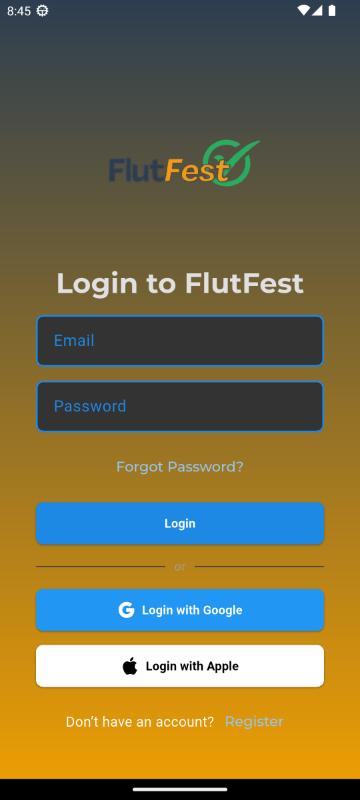 8:45
FlutFest
Login to FlutFest
Email
Password
Forgot Password?
Login
or
Login with Google
Login with Apple
Don't have an account? Register